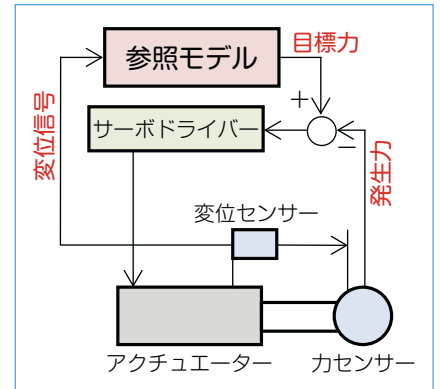 参照モデル
目標力
+
サーボドライバー
−
変位信号
発生力
変位センサー
アクチュエーター
力センサー